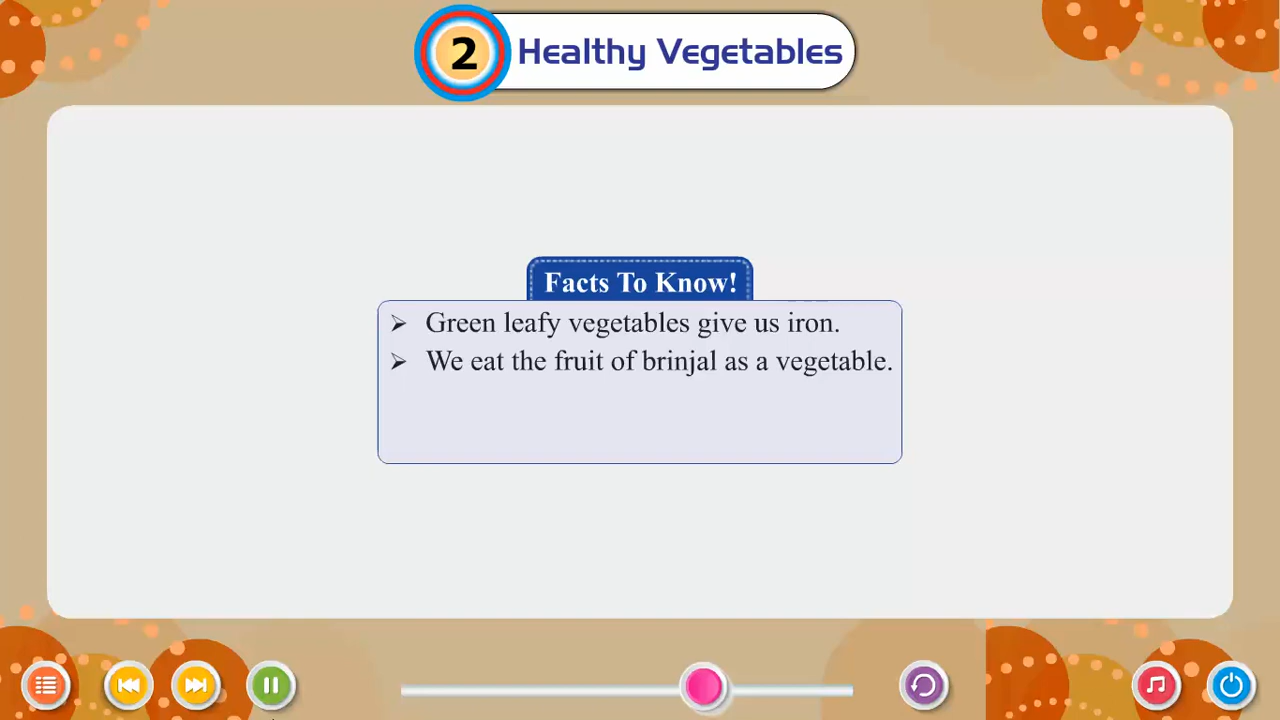 2 Healthy Vegetables
Facts To Know!
➢ Green leafy vegetables give us iron.
➢ We eat the fruit of brinjal as a vegetable.